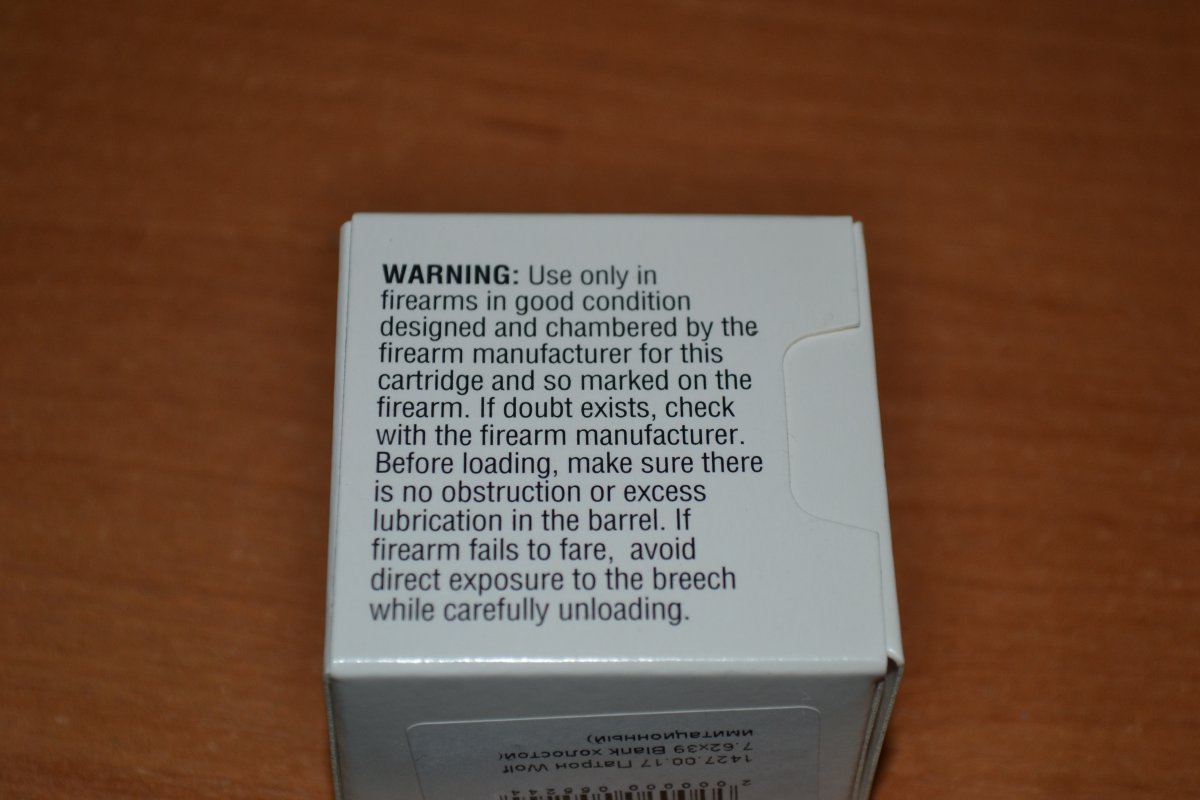 WARNING: Use only in
firearms in good condition
designed and chambered by the
firearm manufacturer for this
cartridge and so marked on the
firearm. If doubt exists, check
with the firearm manufacturer.
Before loading, make sure there
is no obstruction or excess
lubrication in the barrel. If
firearm fails to fare, avoid
direct exposure to the breech
while carefully unloading.
1427.00.17 Патрон Wolf
7.62x39 Blank холостой(
имитационный)